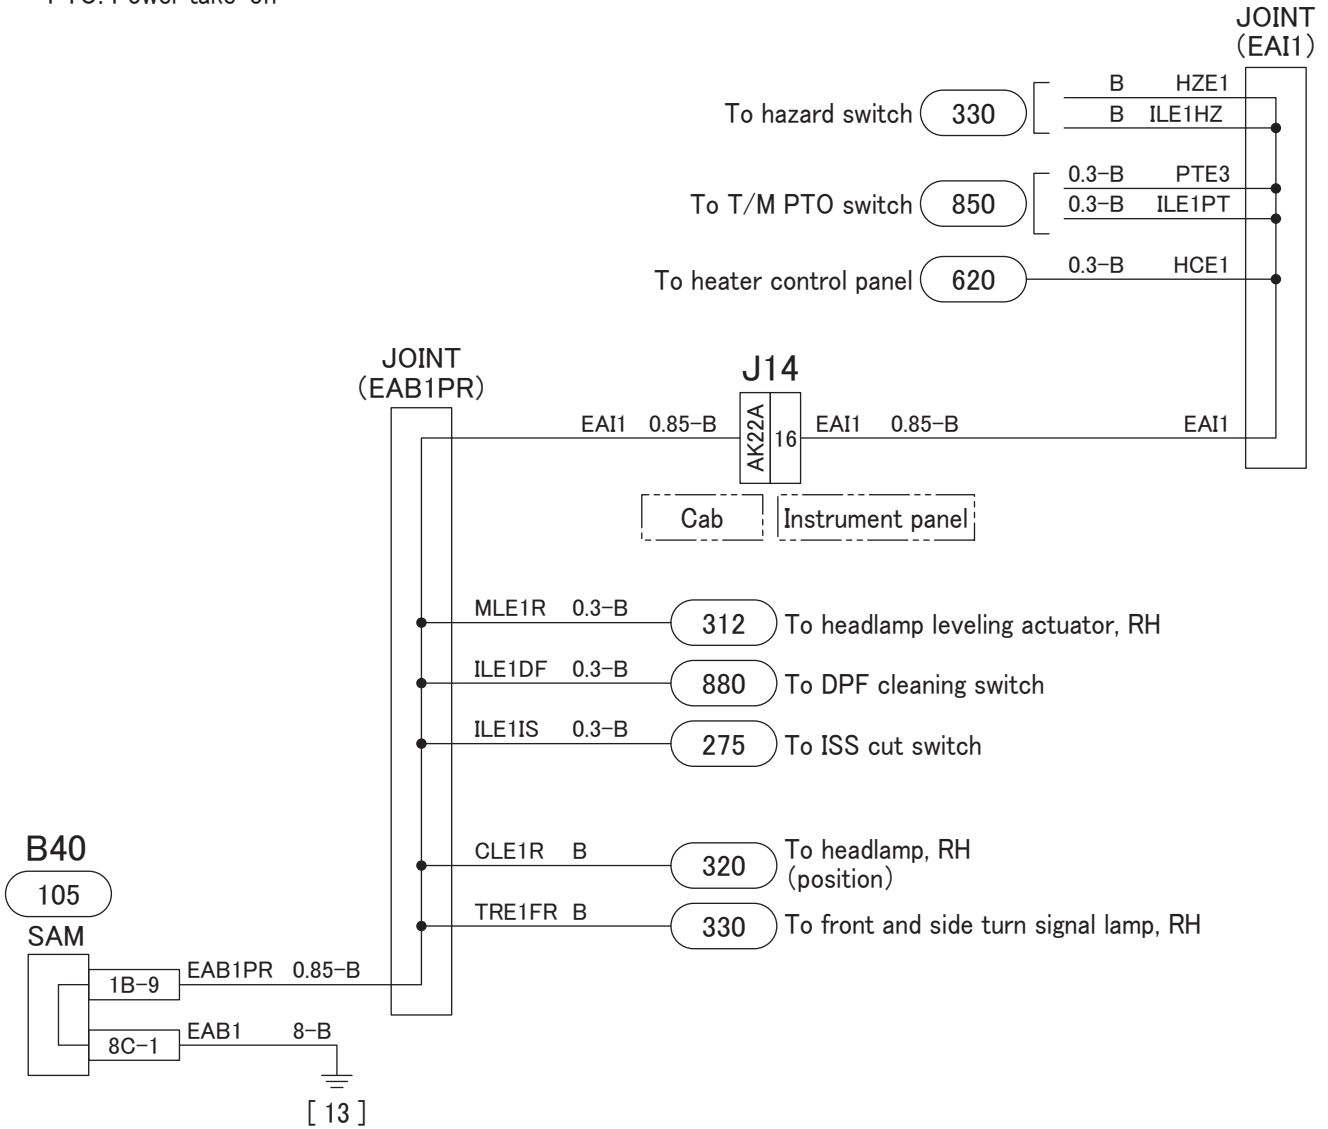 JOINT
(EAI1)
To hazard switch 330 B HZE1
B ILE1HZ
To T/M PTO switch 850 0.3-B PTE3
0.3-B ILE1PT
To heater control panel 620 0.3-B HCE1
JOINT
(EAB1PR)
J14
EAI1 0.85-B AK22A 16 EAI1 0.85-B EAI1
Cab Instrument panel
MLE1R 0.3-B 312 To headlamp leveling actuator, RH
ILE1DF 0.3-B 880 To DPF cleaning switch
ILE1IS 0.3-B 275 To ISS cut switch
CLE1R B 320 To headlamp, RH
(position)
TRE1FR B 330 To front and side turn signal lamp, RH
B40
105
SAM
1B-9 EAB1PR 0.85-B
8C-1 EAB1 8-B
[ 13 ]